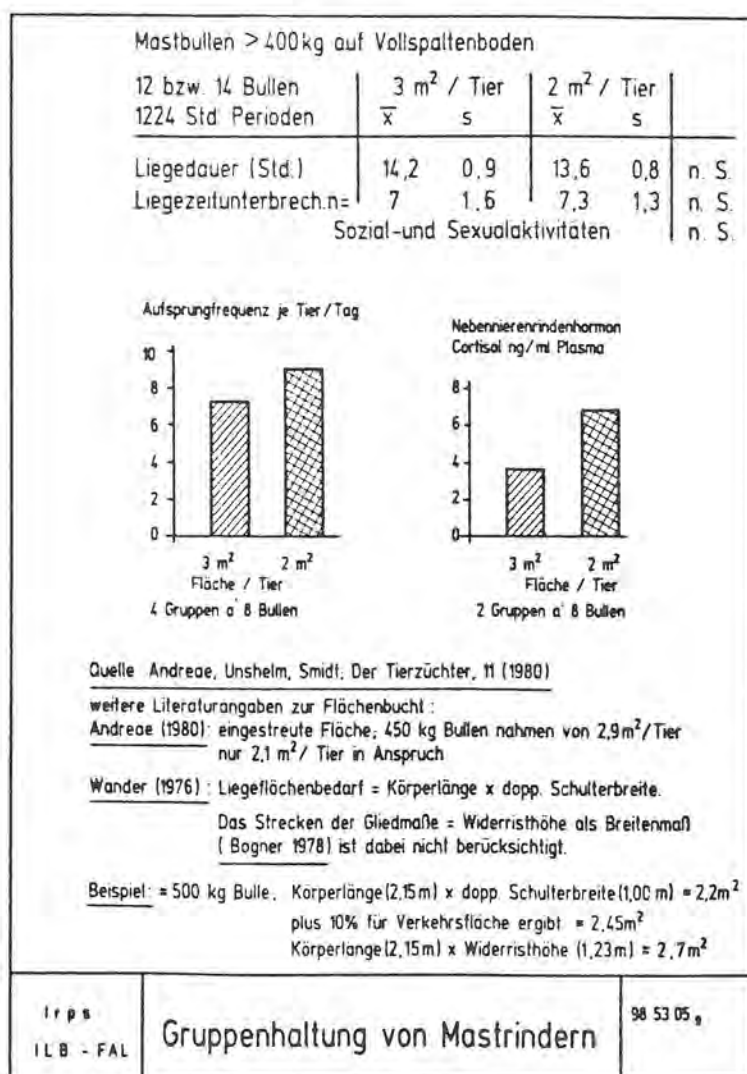 Mastbullen > 400 kg auf Vollspaltenboden
12 bzw. 14 Bullen 3 m² / Tier 2 m² / Tier
1224 Std. Perioden x̅ s x̅ s
Liegedauer (Std.) 14,2 0,9 13,6 0,8 n. S.
Liegezeitunterbrech. n= 7 1,6 7,3 1,3 n. S.
Sozial- und Sexualaktivitäten n. S.
Aufsprungfrequenz je Tier/Tag
10
8
6
4
2
0
3 m² 2 m²
Fläche / Tier
4 Gruppen a' 8 Bullen
Nebennierenrindenhormon
Cortisol ng/ml Plasma
8
6
4
2
0
3 m² 2 m²
Fläche / Tier
2 Gruppen a' 8 Bullen
Quelle Andreae, Unshelm, Smidt, Der Tierzüchter, 11 (1980)
weitere Literaturangaben zur Flächenbucht :
Andreae (1980): eingestreute Fläche; 450 kg Bullen nahmen von 2,9 m²/Tier
nur 2,1 m² / Tier in Anspruch
Wander (1976) : Liegeflächenbedarf = Körperlänge x dopp. Schulterbreite.
Das Strecken der Gliedmaße = Widerristhöhe als Breitenmaß
( Bogner 1978) ist dabei nicht berücksichtigt.
Beispiel: = 500 kg Bulle. Körperlänge (2,15 m) x dopp. Schulterbreite (1,00 m) = 2,2 m²
plus 10% für Verkehrsfläche ergibt = 2,45 m²
Körperlänge (2,15 m) x Widerristhöhe (1,23 m) = 2,7 m²
Irps
ILB - FAL
Gruppenhaltung von Mastrindern
98 53 05 g